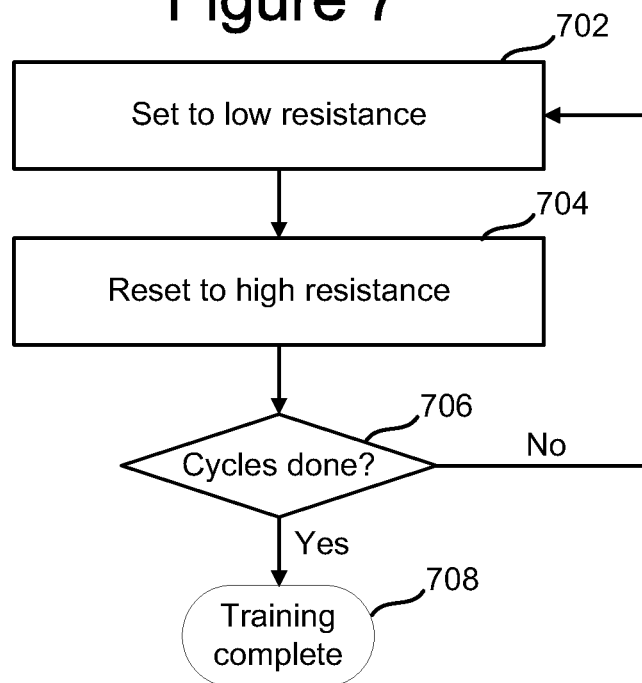 Figure 7
702
Set to low resistance
704
Reset to high resistance
706
Cycles done?
No
Yes
708
Training
complete